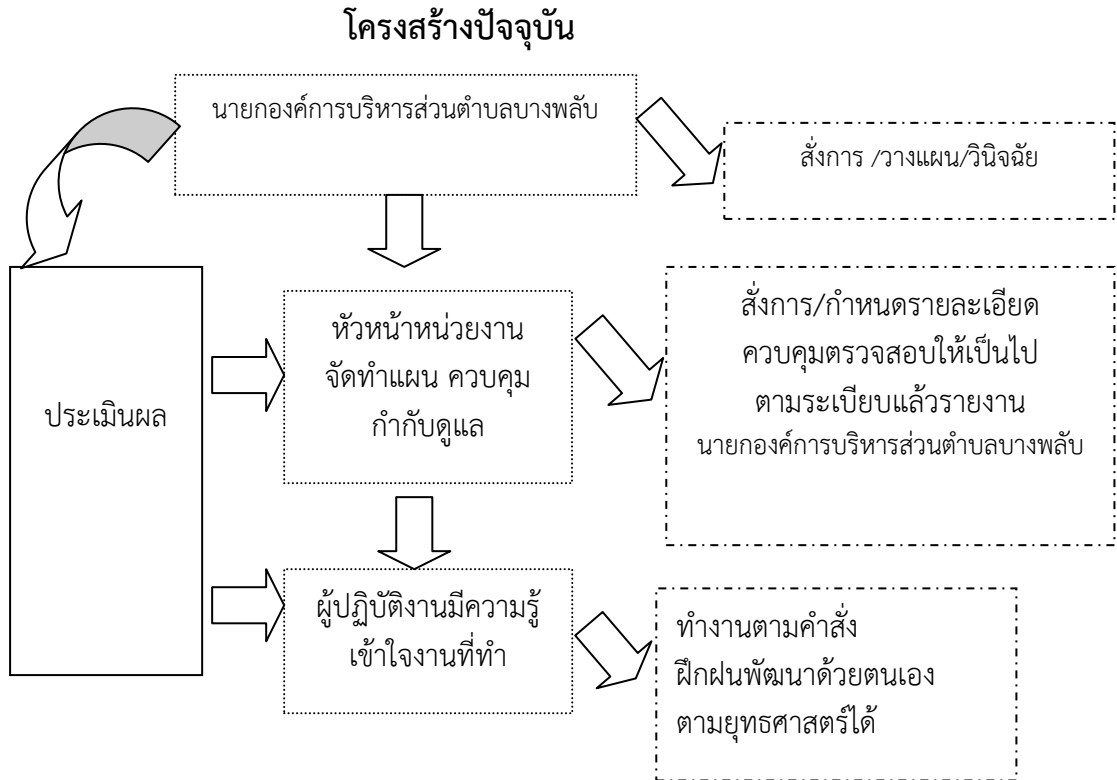 โครงสร้างปัจจุบัน
นายกองค์การบริหารส่วนตำบลบางพลับ
สั่งการ /วางแผน/วินิจฉัย
หัวหน้าหน่วยงาน
จัดทำแผน ควบคุม
กำกับดูแล
สั่งการ/กำหนดรายละเอียด
ควบคุมตรวจสอบให้เป็นไป
ตามระเบียบแล้วรายงาน
นายกองค์การบริหารส่วนตำบลบางพลับ
ประเมินผล
ผู้ปฏิบัติงานมีความรู้
เข้าใจงานที่ทำ
ทำงานตามคำสั่ง
ฝึกฝนพัฒนาด้วยตนเอง
ตามยุทธศาสตร์ได้